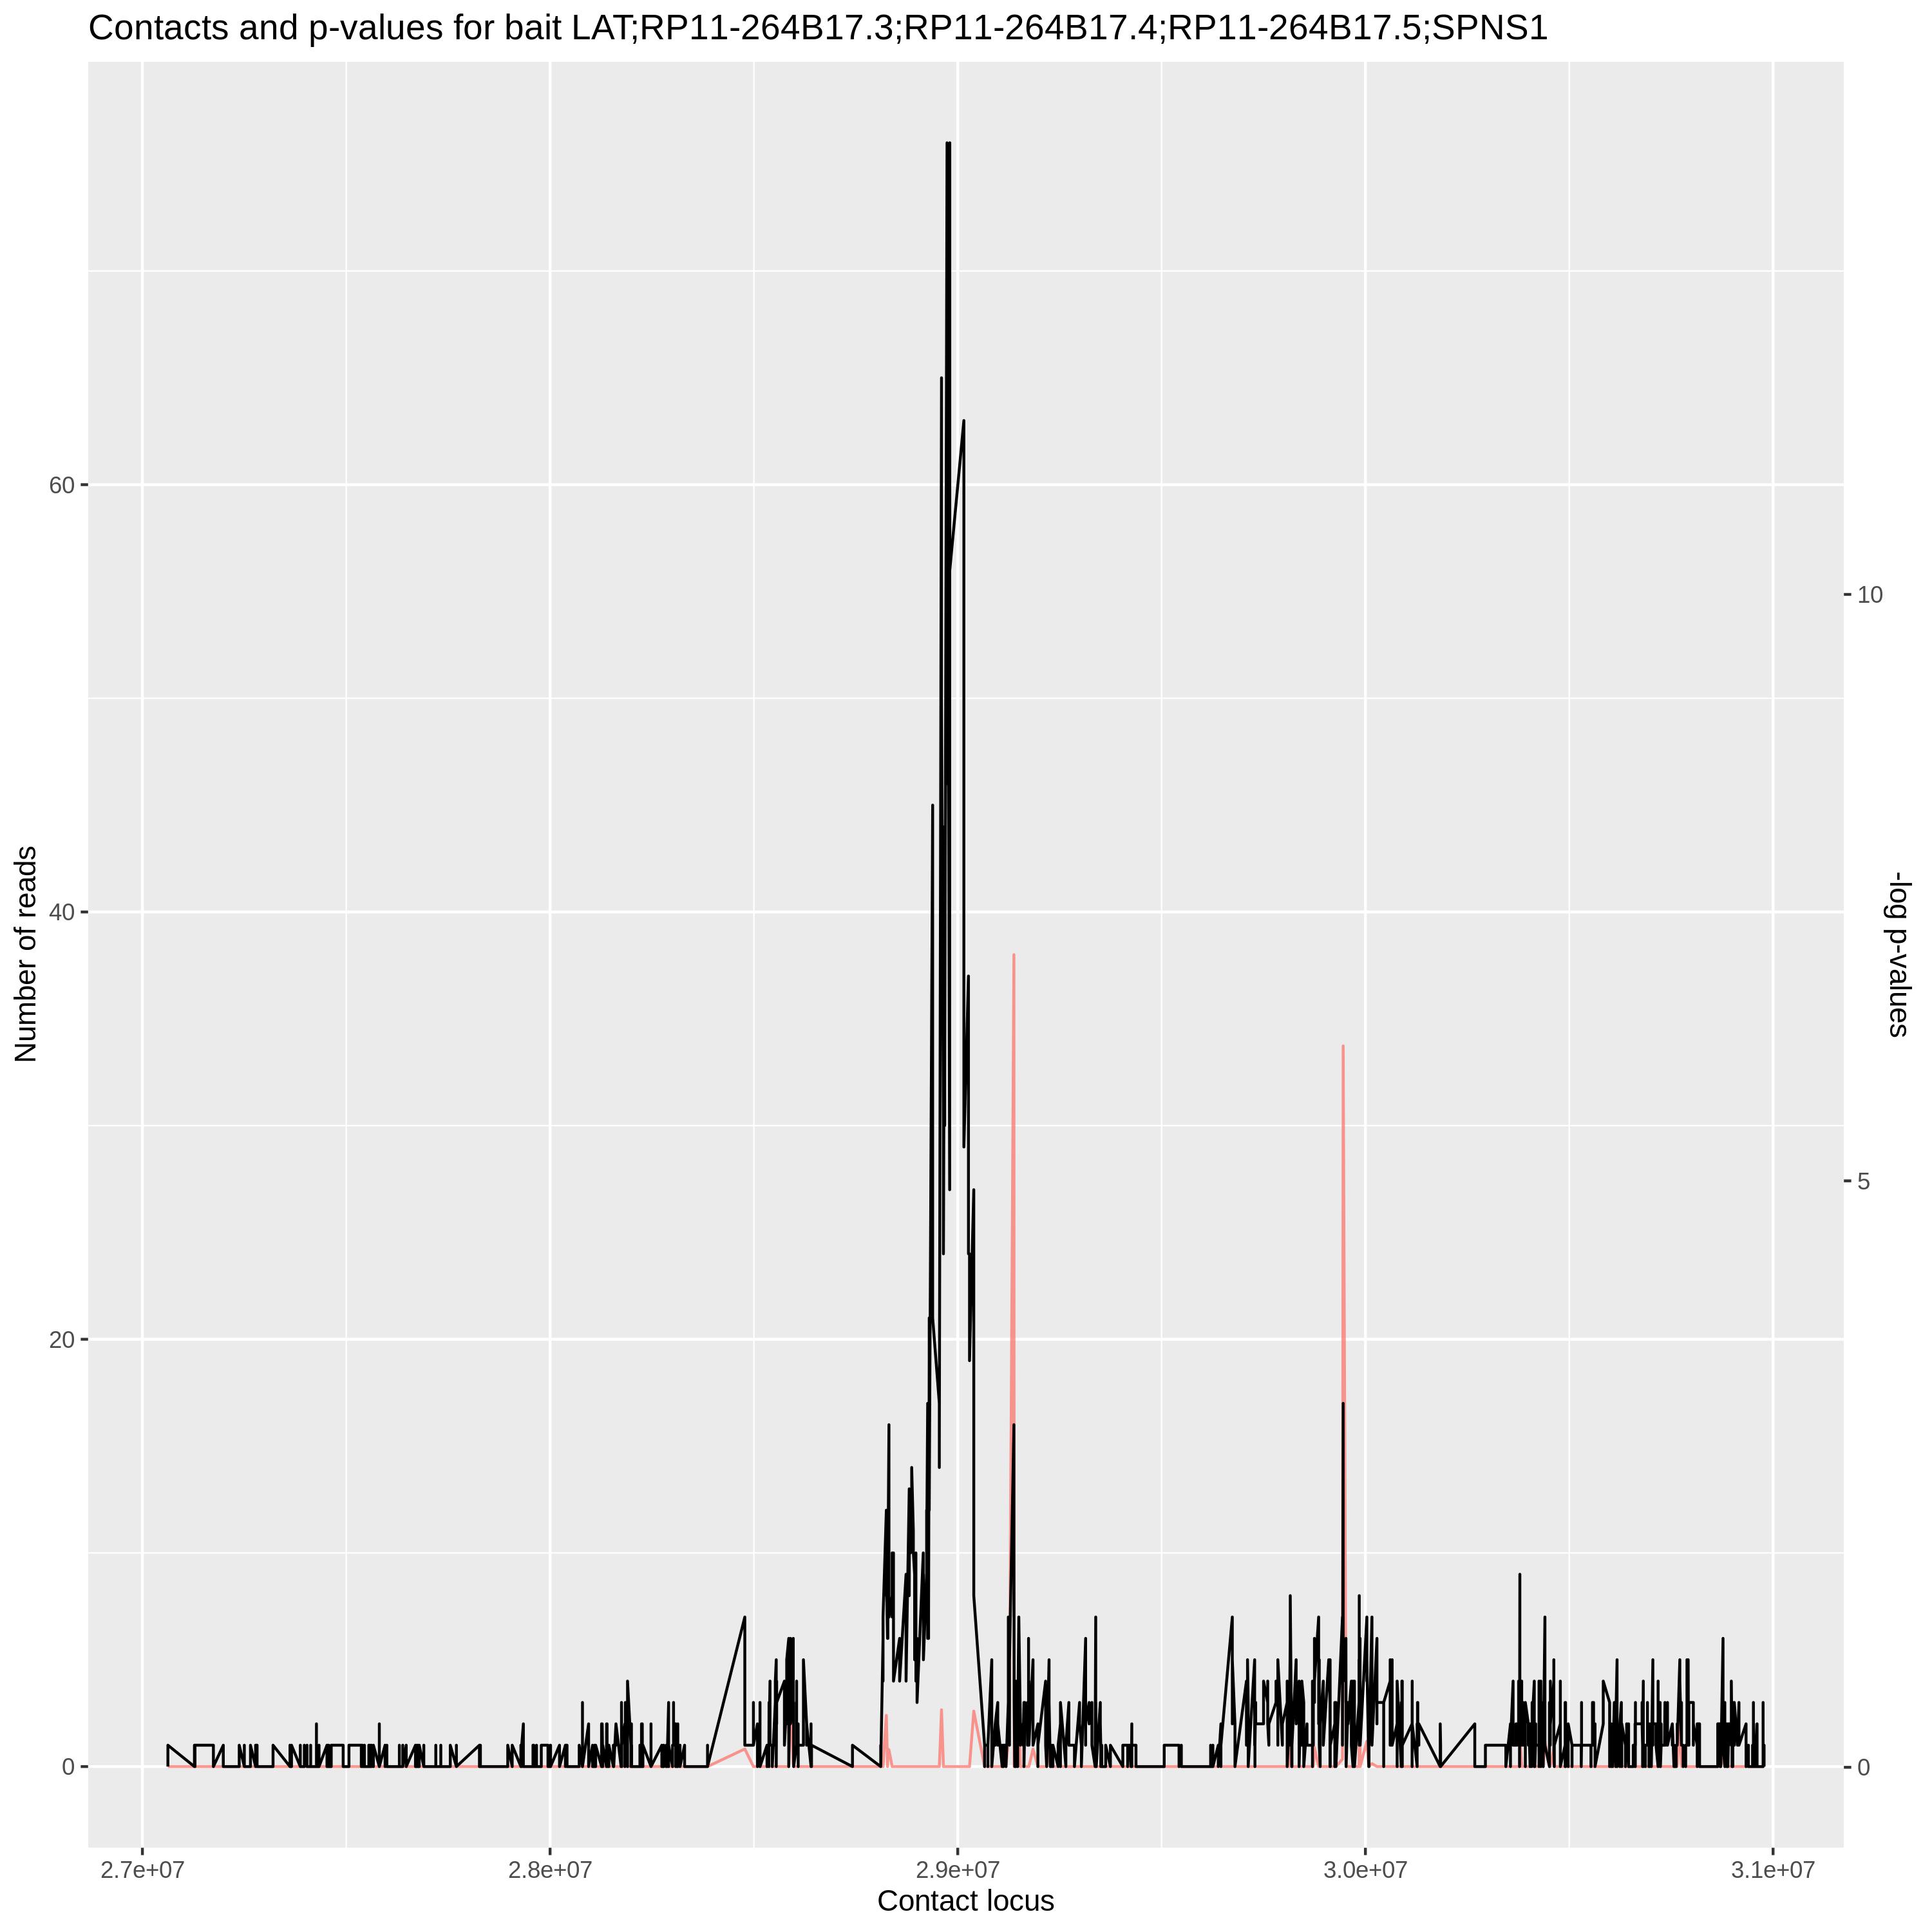 Contacts and p-values for bait LAT;RP11-264B17.3;RP11-264B17.4;RP11-264B17.5;SPNS1
Number of reads
60
40
20
0
-log p-values
10
5
0
2.7e+07
2.8e+07
2.9e+07
3.0e+07
3.1e+07
Contact locus